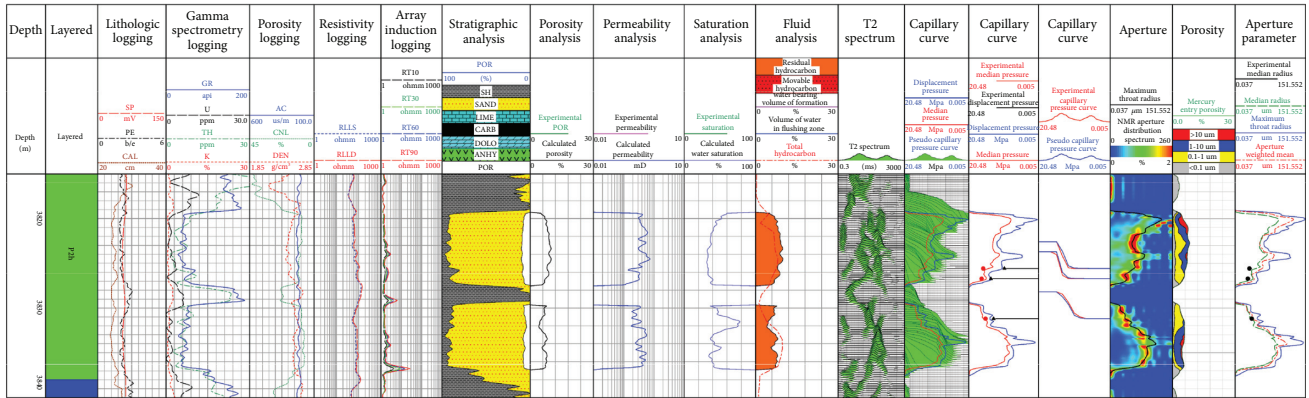 Depth
Layered
Lithologic
logging
Gamma
spectrometry
logging
Porosity
logging
Resistivity
logging
Array
induction
logging
Stratigraphic
analysis
Porosity
analysis
Permeability
analysis
Saturation
analysis
Fluid
analysis
T2
spectrum
Capillary
curve
Capillary
curve
Capillary
curve
Aperture
Porosity
Aperture
parameter
Depth
(m)
Layered
SP
0 mV 150
PE
0 b/e 6
CAL
20 cm 40
GR
0 api 200
U
0 ppm 30.0
TH
0 ppm 30
K
0 % 30
AC
600 us/m 100
CNL
45 %
DEN
1.85 g/cm³ 2.85
RLLS
1 ohmm 1000
RLLD
1 ohmm 1000
RT10
1 ohmm 1000
RT30
1 ohmm 1000
RT60
1 ohmm 1000
RT90
1 ohmm 1000
POR
100 (%) 0
SH
SAND
LIME
CARB
DOLO
ANHY
POR
Experimental
POR
0 % 30
Calculated
porosity
0 % 30
Experimental
permeability
0.01 mD 10
Calculated
permeability
0.01 mD 10
Experimental
saturation
0 % 100
Calculated
water saturation
0 % 100
Residual
hydrocarbon
Movable
hydrocarbon
water bearing
volume of formation
0 % 30
Volume of water
in flushing zone
0 % 30
Total
hydrocarbon
0 % 30
T2 spectrum
0.3 (ms) 3000
Displacement
pressure
20.48 Mpa 0.005
Median
pressure
20.48 Mpa 0.005
Pseudo capillary
pressure curve
20.48 Mpa 0.005
Experimental
median pressure
20.48 0.005
Experimental
displacement pressure
20.48 Mpa 0.005
Displacement pressure
20.48 Mpa 0.005
Median pressure
20.48 Mpa 0.005
Experimental
capillary
pressure curve
20.48 0.005
Pseudo capillary
pressure curve
20.48 Mpa 0.005
Maximum
throat radius
0.037 μm 151.552
NMR aperture
distribution
spectrum
0 260
0 % 2
Mercury
entry porosity
0 % 30
>10 um
1-10 um
0.1-1 um
<0.1 um
Experimental
median radius
0.037 151.552
Median radius
0.037 um 151.552
Maximum
throat radius
0.037 um 151.552
Aperture
weighted mean
0.037 um 151.552
3820
3830
3840
P2h